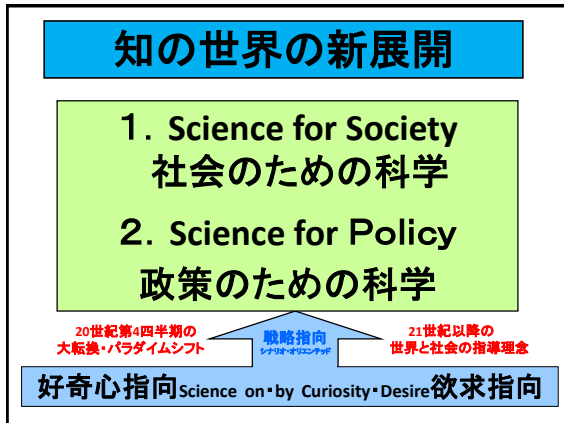 知の世界の新展開
１．Science for Society
社会のための科学
２．Science for Policy
政策のための科学
20世紀第4四半期の
大転換・パラダイムシフト
戦略指向
シナリオ・オリエンテッド
21世紀以降の
世界と社会の指導理念
好奇心指向Science on・by Curiosity・Desire欲求指向